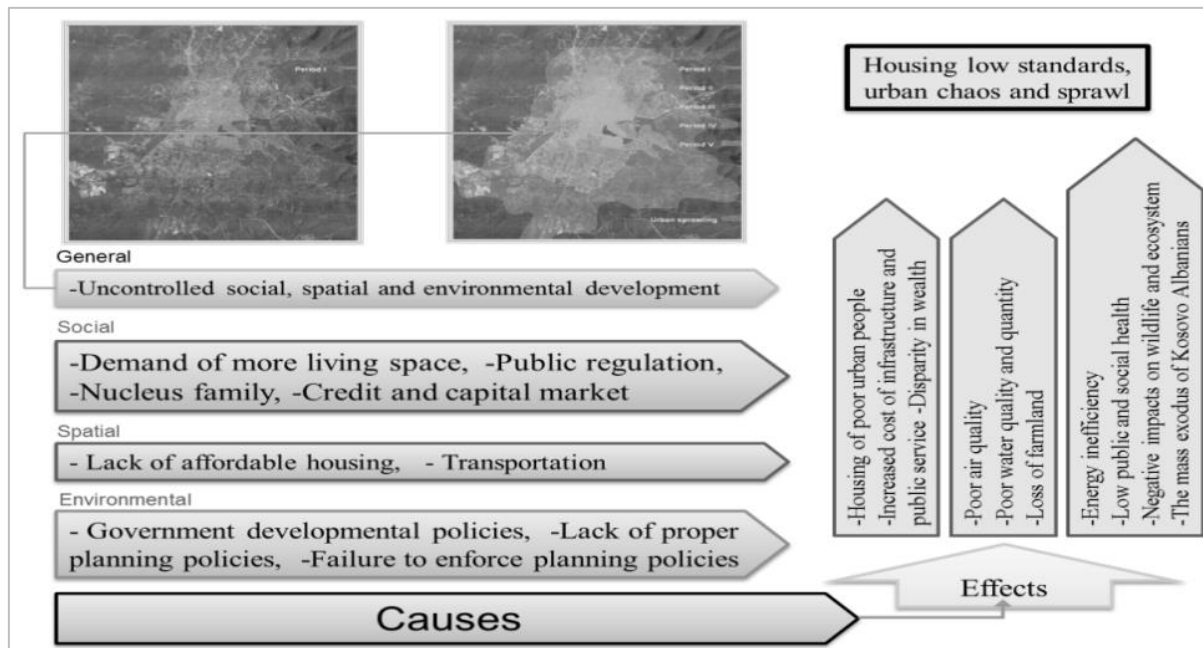 Period I
Period I
Period II
Period III
Period IV
Period V
Urban sprawling
Housing low standards,
urban chaos and sprawl
General
-Uncontrolled social, spatial and environmental development
Social
-Demand of more living space, -Public regulation,
-Nucleus family, -Credit and capital market
Spatial
- Lack of affordable housing, - Transportation
Environmental
- Government developmental policies, -Lack of proper
planning policies, -Failure to enforce planning policies
Causes
-Housing of poor urban people
-Increased cost of infrastructure and
public service -Disparity in wealth
-Poor air quality
-Poor water quality and quantity
-Loss of farmland
-Energy inefficiency
-Low public and social health
-Negative impacts on wildlife and ecosystem
-The mass exodus of Kosovo Albanians
Effects